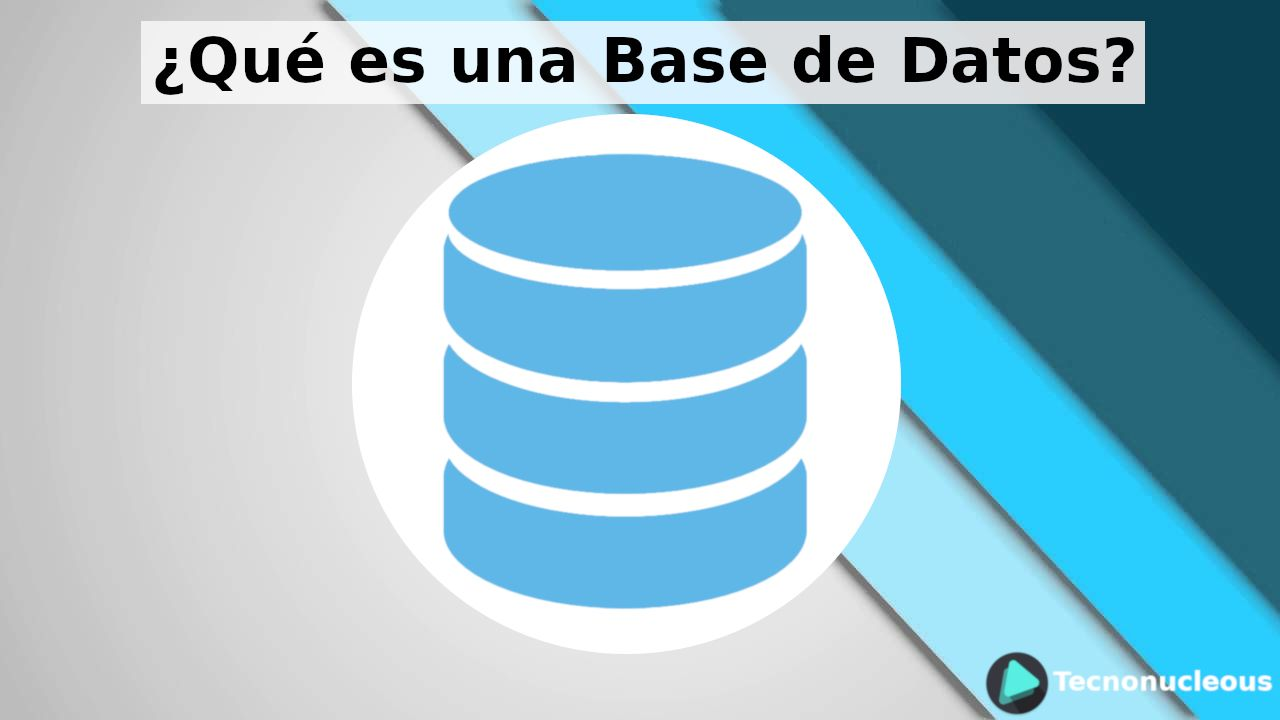 ¿Qué es una Base de Datos?
Tecnonucleous